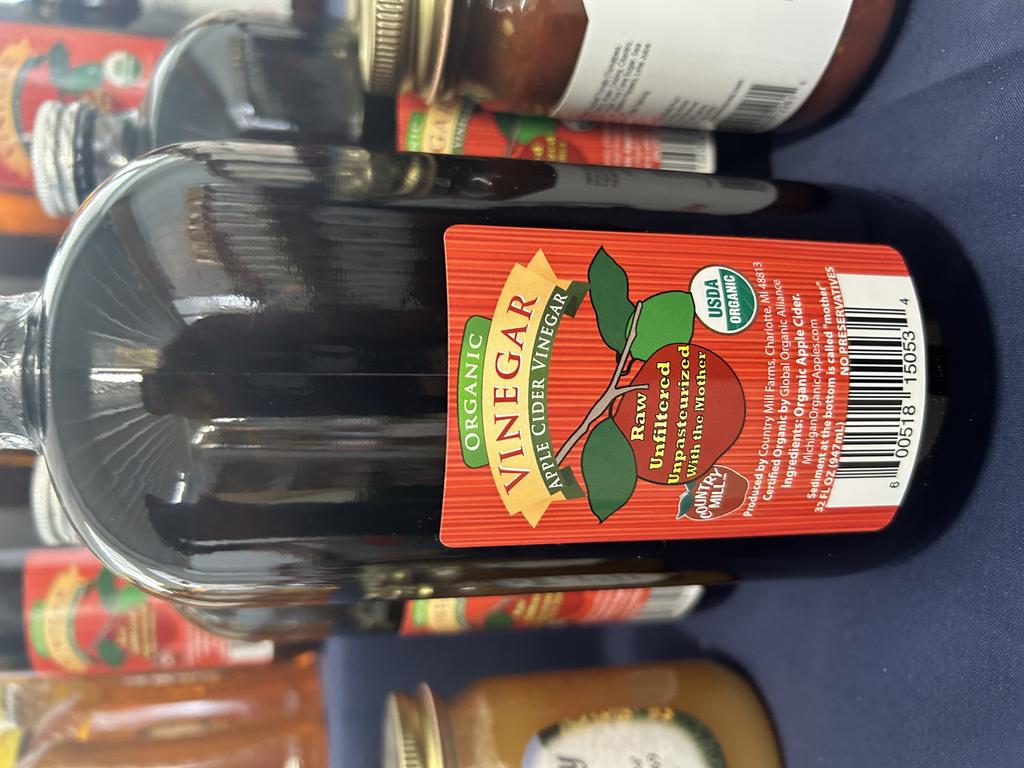 ORGANIC
VINEGAR
APPLE CIDER VINEGAR
Raw
Unfiltered
Unpasteurized
With the Mother
USDA
ORGANIC
COUNTRY
MILL
Produced by Country Mill Farms, Charlotte, MI 48813
Certified Organic by Global Organic Alliance
Ingredients: Organic Apple Cider.
MichiganOrganicApples.com
Sediment at the bottom is called "mother"
32 FL OZ (947mL) NO PRESERVATIVES
6 00518 15053 4